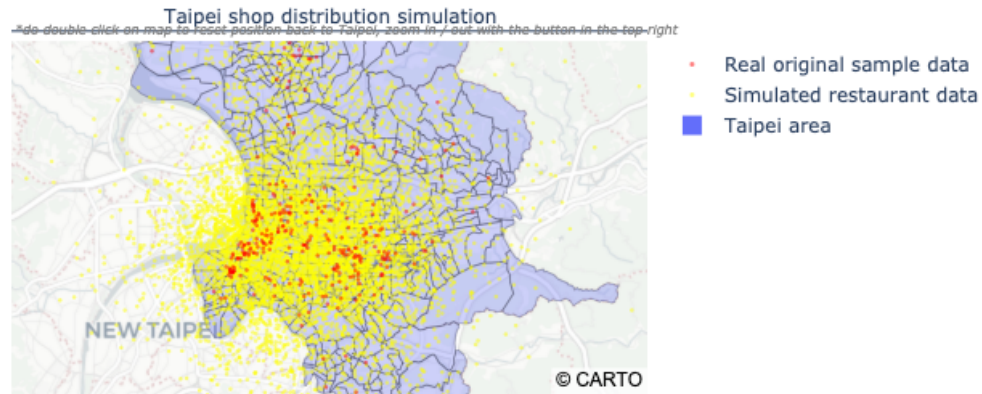 Taipei shop distribution simulation
*do double click on map to reset position back to Taipei, zoom in / out with the button in the top right
Real original sample data
Simulated restaurant data
Taipei area
NEW TAIPEI
© CARTO